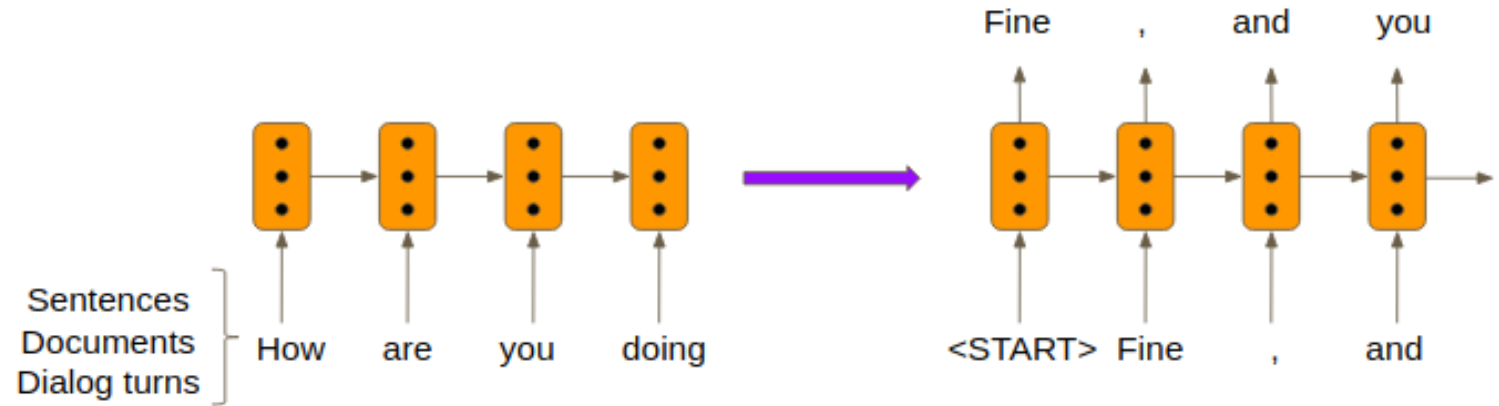 Fine , and you
Sentences
Documents
Dialog turns
How are you doing
<START> Fine , and